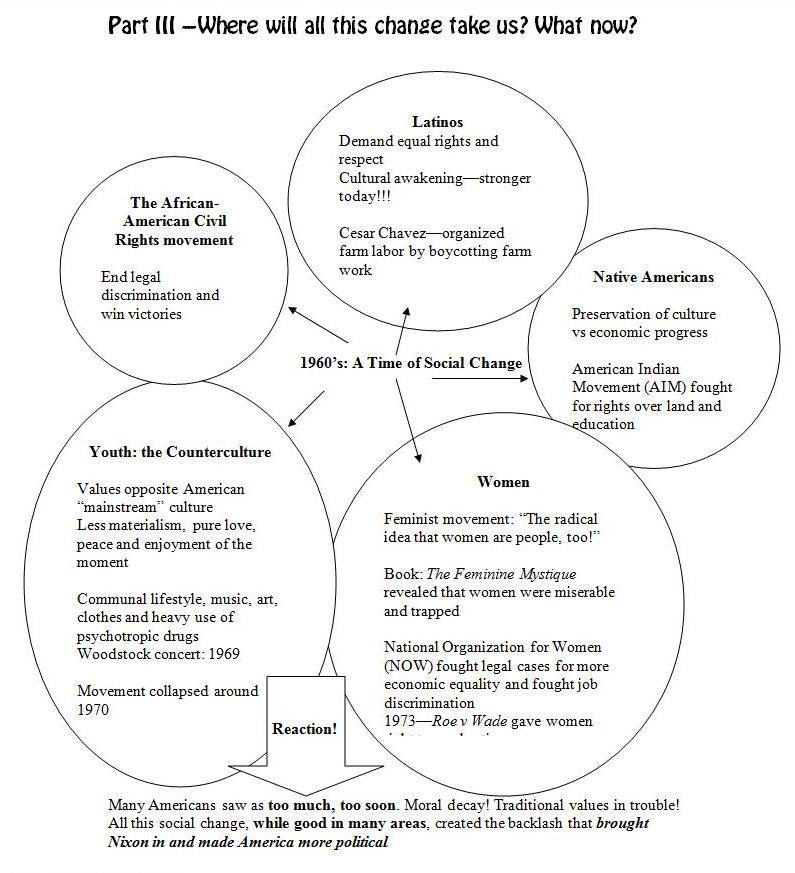 Part III –Where will all this change take us? What now?
Latinos
Demand equal rights and
respect
Cultural awakening—stronger
today!!!
Cesar Chavez—organized
farm labor by boycotting farm
work
The African-
American Civil
Rights movement
End legal
discrimination and
win victories
Native Americans
Preservation of culture
vs economic progress
American Indian
Movement (AIM) fought
for rights over land and
education
1960's: A Time of Social Change
Youth: the Counterculture
Values opposite American
"mainstream" culture
Less materialism, pure love,
peace and enjoyment of the
moment
Communal lifestyle, music, art,
clothes and heavy use of
psychotropic drugs
Woodstock concert: 1969
Movement collapsed around
1970
Women
Feminist movement: "The radical
idea that women are people, too!"
Book: The Feminine Mystique
revealed that women were miserable
and trapped
National Organization for Women
(NOW) fought legal cases for more
economic equality and fought job
discrimination
1973—Roe v Wade gave women
Reaction!
Many Americans saw as too much, too soon. Moral decay! Traditional values in trouble!
All this social change, while good in many areas, created the backlash that brought
Nixon in and made America more political